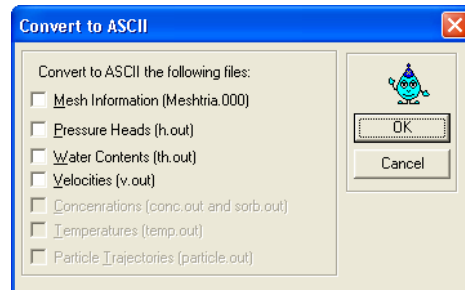 Convert to ASCII
Convert to ASCII the following files:
Mesh Information (Meshtria.000)
Pressure Heads (h.out)
Water Contents (th.out)
Velocities (v.out)
Concenrations (conc.out and sorb.out)
Temperatures (temp.out)
Particle Trajectories (particle.out)
OK
Cancel